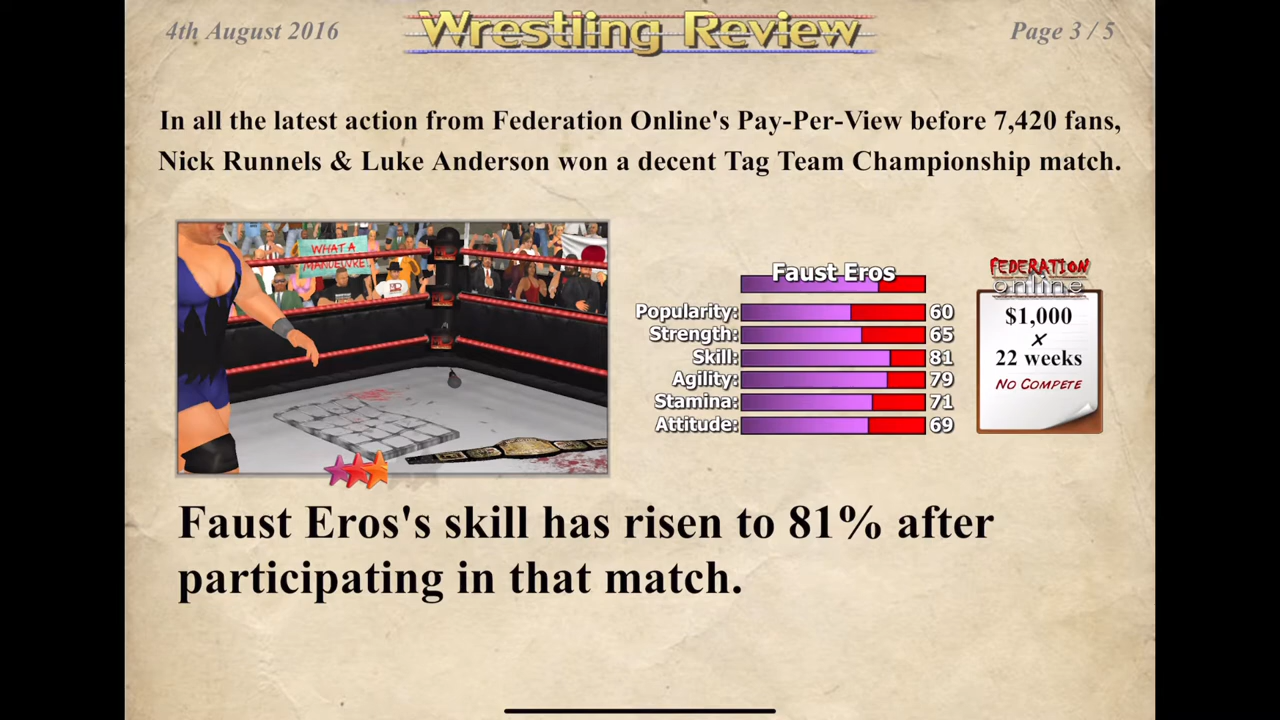 4th August 2016
Wrestling Review
Page 3 / 5
In all the latest action from Federation Online's Pay-Per-View before 7,420 fans,
Nick Runnels & Luke Anderson won a decent Tag Team Championship match.
WHAT A
MANOEUVRE!
Faust Eros
Popularity: 60
Strength: 65
Skill: 81
Agility: 79
Stamina: 71
Attitude: 69
FEDERATION
online
$1,000
x
22 weeks
NO COMPETE
Faust Eros's skill has risen to 81% after
participating in that match.